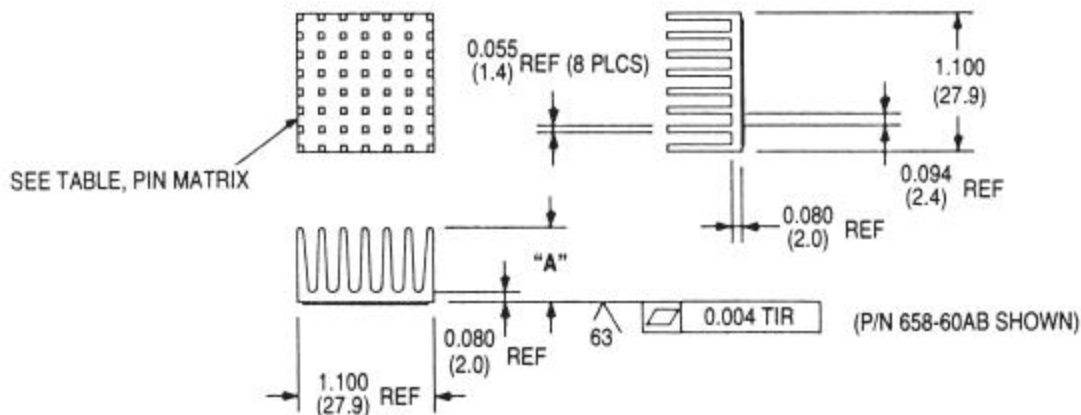 0.055
(1.4) REF (8 PLCS)
1.100
(27.9)
SEE TABLE, PIN MATRIX
0.094
(2.4) REF
0.080
(2.0) REF
"A"
0.004 TIR
(P/N 658-60AB SHOWN)
63
0.080
(2.0) REF
1.100
(27.9) REF